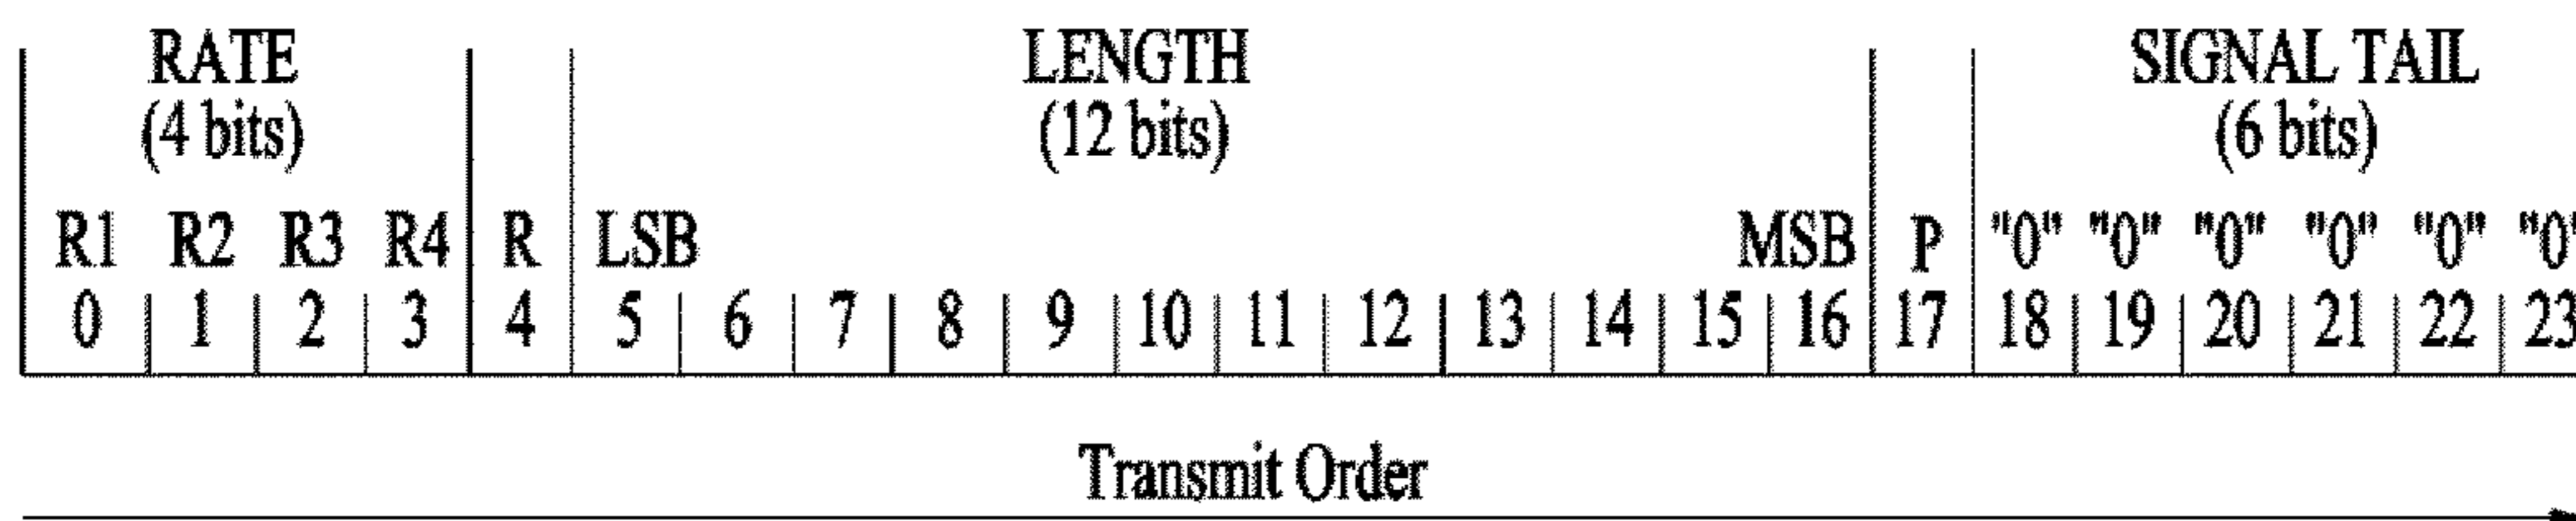 RATE LENGTH SIGNAL TAIL
(4 bits) (12 bits) (6 bits)
R1 R2 R3 R4 R LSB MSB P "0" "0" "0" "0" "0" "0"
0 1 2 3 4 5 6 7 8 9 10 11 12 13 14 15 16 17 18 19 20 21 22 23
Transmit Order